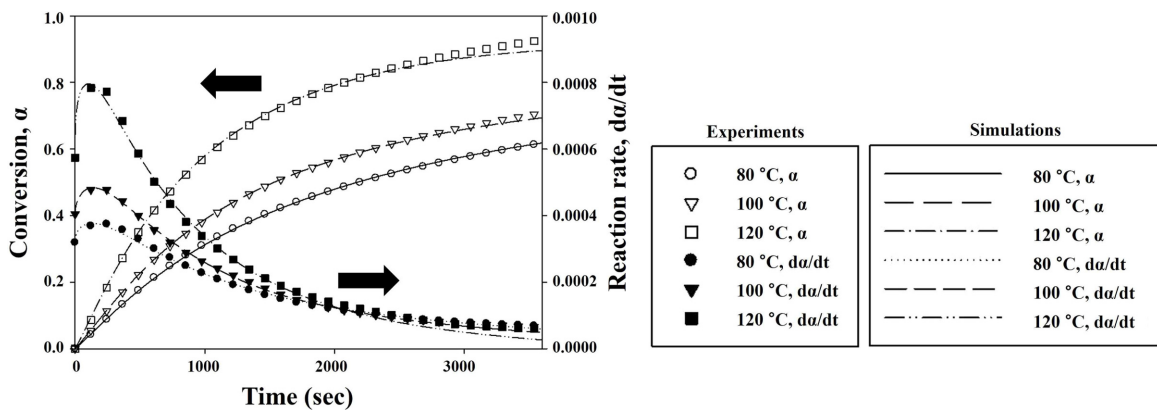 1.0
0.8
0.6
0.4
0.2
0.0
Conversion, α
0.0010
0.0008
0.0006
0.0004
0.0002
0.0000
Reaction rate, dα/dt
0
1000
2000
3000
Time (sec)
Experiments
80 °C, α
100 °C, α
120 °C, α
80 °C, dα/dt
100 °C, dα/dt
120 °C, dα/dt
Simulations
80 °C, α
100 °C, α
120 °C, α
80 °C, dα/dt
100 °C, dα/dt
120 °C, dα/dt